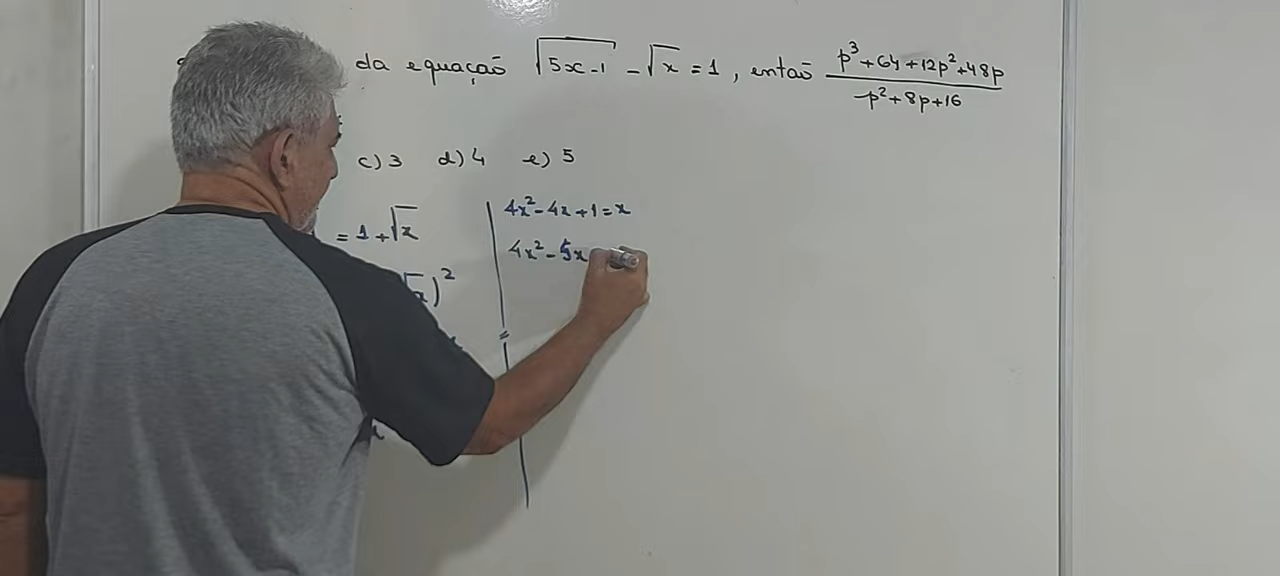 da equação √5x-1 - √x = 1, então p³+64+12p²+48p / p²+8p+16
c) 3 d) 4 e) 5
= 1 + √x
)²
4x² - 4x + 1 = x
4x² - 5x